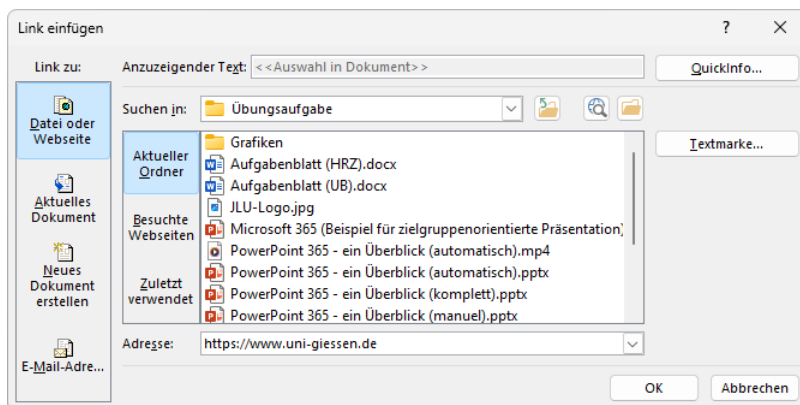 Link einfügen
?
Link zu:
Anzuzeigender Text: <<Auswahl in Dokument>>
QuickInfo...
Datei oder
Webseite
Aktuelles
Dokument
Neues
Dokument
erstellen
E-Mail-Adre...
Suchen in: Übungsaufgabe
Textmarke...
Aktueller
Ordner
Besuchte
Webseiten
Zuletzt
verwendet
Grafiken
Aufgabenblatt (HRZ).docx
Aufgabenblatt (UB).docx
JLU-Logo.jpg
Microsoft 365 (Beispiel für zielgruppenorientierte Präsentation)
PowerPoint 365 - ein Überblick (automatisch).mp4
PowerPoint 365 - ein Überblick (automatisch).pptx
PowerPoint 365 - ein Überblick (komplett).pptx
PowerPoint 365 - ein Überblick (manuel).pptx
Adresse: https://www.uni-giessen.de
OK
Abbrechen